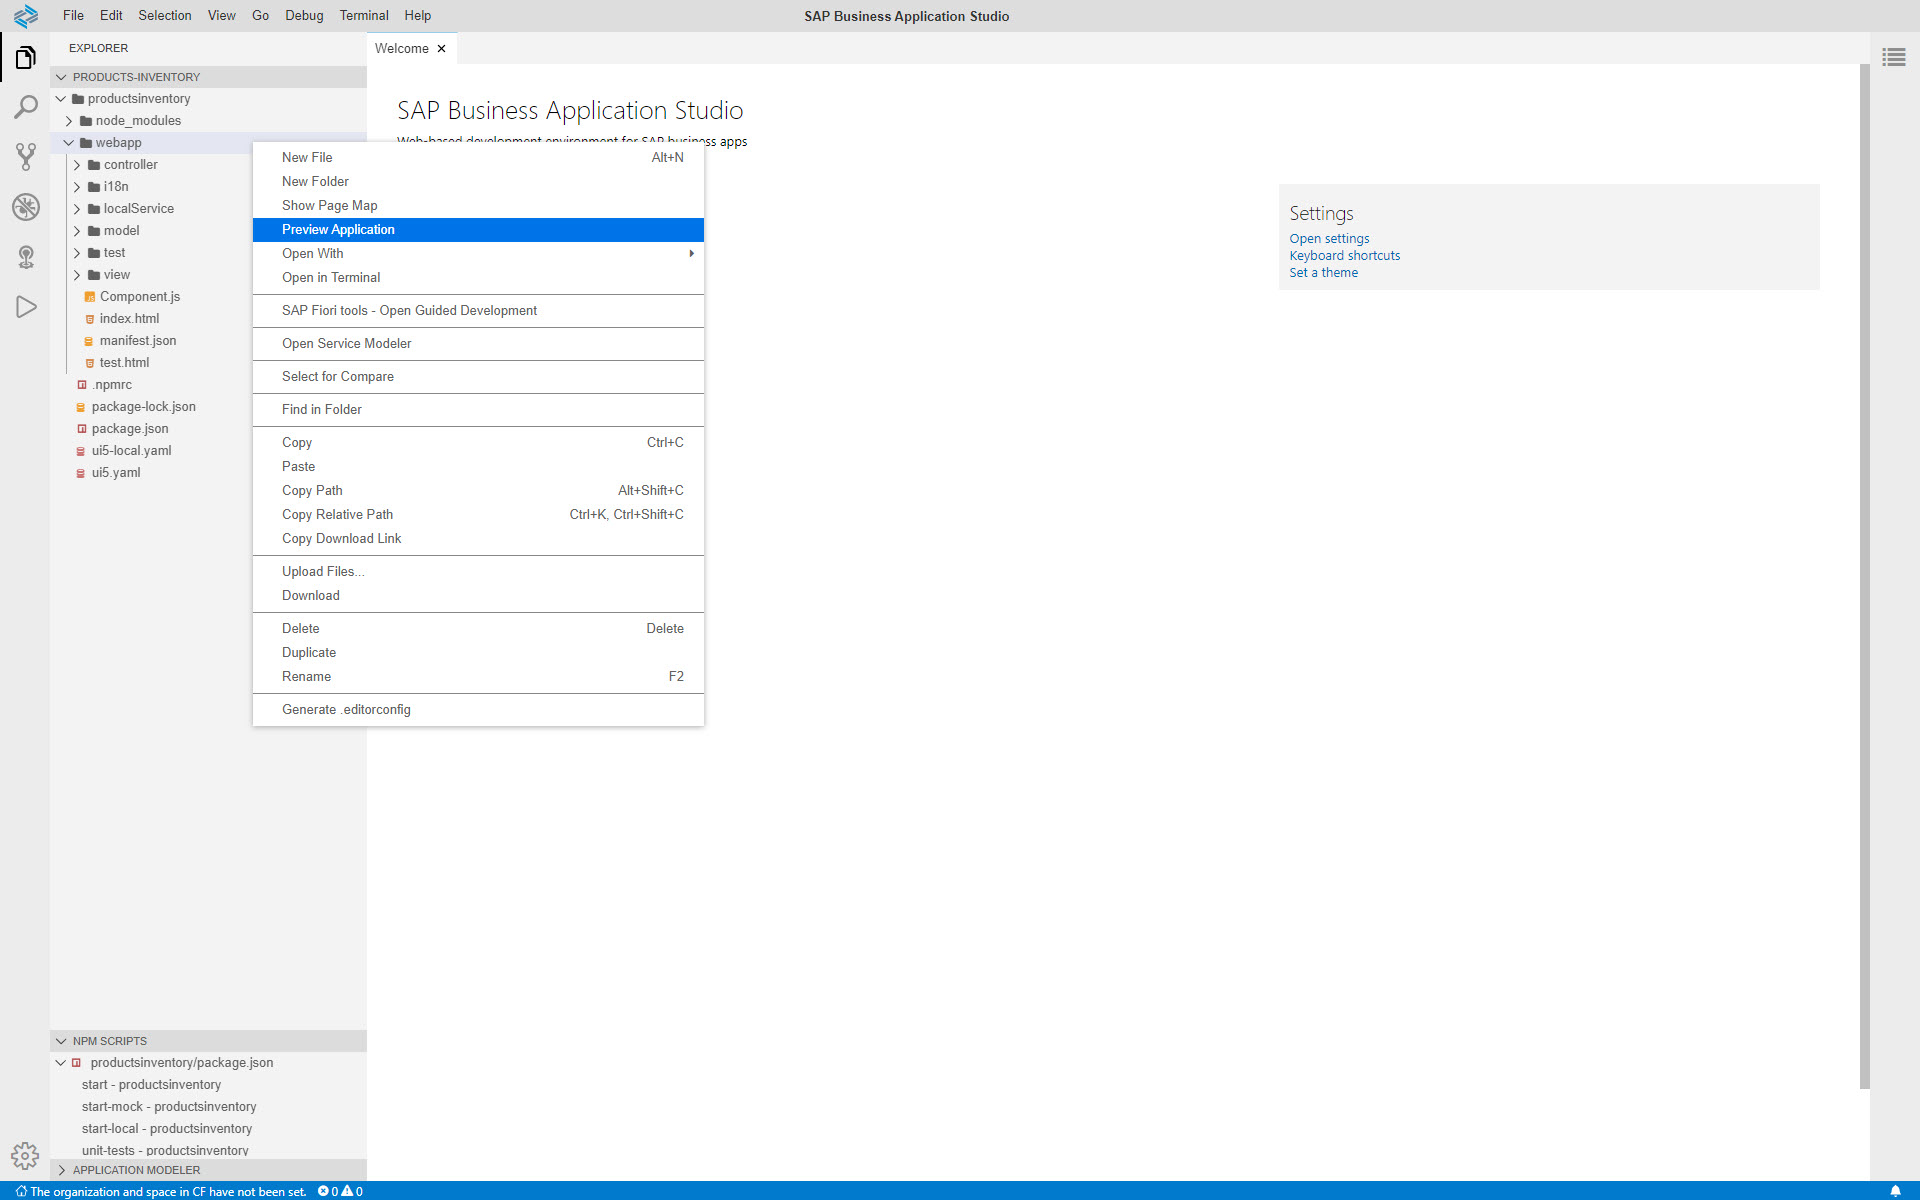 File Edit Selection View Go Debug Terminal Help
SAP Business Application Studio
EXPLORER
PRODUCTS-INVENTORY
productsinventory
node_modules
webapp
controller
i18n
localService
model
test
view
Component.js
index.html
manifest.json
test.html
.npmrc
package-lock.json
package.json
ui5-local.yaml
ui5.yaml
NPM SCRIPTS
productsinventory/package.json
start - productsinventory
start-mock - productsinventory
start-local - productsinventory
unit-tests - productsinventory
APPLICATION MODELER
Welcome
SAP Business Application Studio
Web-based development environment for SAP business apps
New File Alt+N
New Folder
Show Page Map
Preview Application
Open With
Open in Terminal
SAP Fiori tools - Open Guided Development
Open Service Modeler
Select for Compare
Find in Folder
Copy Ctrl+C
Paste
Copy Path Alt+Shift+C
Copy Relative Path Ctrl+K, Ctrl+Shift+C
Copy Download Link
Upload Files...
Download
Delete Delete
Duplicate
Rename F2
Generate .editorconfig
Settings
Open settings
Keyboard shortcuts
Set a theme
The organization and space in CF have not been set. 0 0